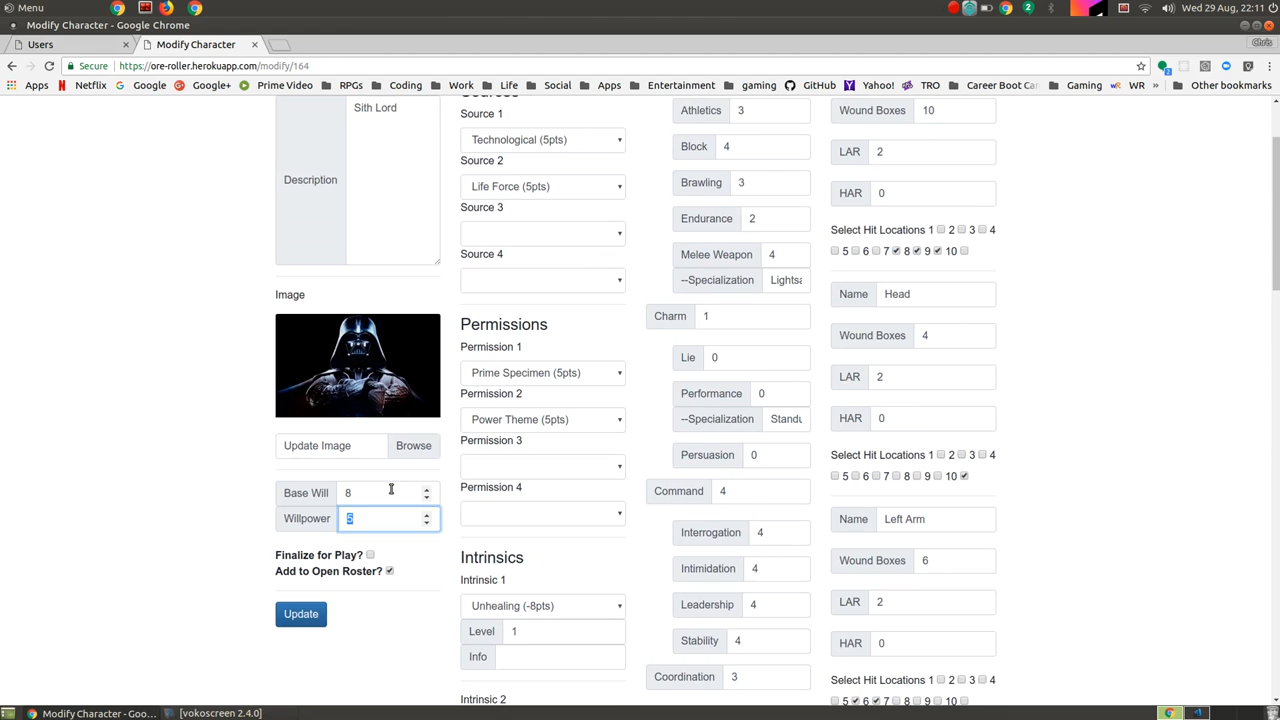 Menu
Wed 29 Aug, 22:11
Modify Character - Google Chrome
Users
Modify Character
Chris
Secure
https://ore-roller.herokuapp.com/modify/164
Apps Netflix Google Google+ Prime Video RPGs Coding Work Life Social Apps Entertainment gaming GitHub Yahoo! TRO Career Boot Car Gaming WR » Other bookmarks
Description
Sith Lord
Image
Update Image Browse
Base Will 8
Willpower 5
Finalize for Play?
Add to Open Roster?
Update
Sources
Source 1
Technological (5pts)
Source 2
Life Force (5pts)
Source 3
Source 4
Permissions
Permission 1
Prime Specimen (5pts)
Permission 2
Power Theme (5pts)
Permission 3
Permission 4
Intrinsics
Intrinsic 1
Unhealing (-8pts)
Level 1
Info
Intrinsic 2
Athletics 3
Block 4
Brawling 3
Endurance 2
Melee Weapon 4
--Specialization Lightsa
Charm 1
Lie 0
Performance 0
--Specialization Standu
Persuasion 0
Command 4
Interrogation 4
Intimidation 4
Leadership 4
Stability 4
Coordination 3
Wound Boxes 10
LAR 2
HAR 0
Select Hit Locations 1 2 3 4
5 6 7 8 9 10
Name Head
Wound Boxes 4
LAR 2
HAR 0
Select Hit Locations 1 2 3 4
5 6 7 8 9 10
Name Left Arm
Wound Boxes 6
LAR 2
HAR 0
Select Hit Locations 1 2 3 4
5 6 7 8 9 10
Modify Character - Goo...
[vokoscreen 2.4.0]